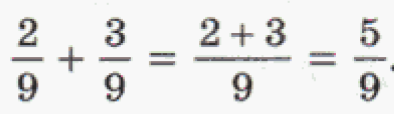 2/9 + 3/9 = (2 + 3)/9 = 5/9.